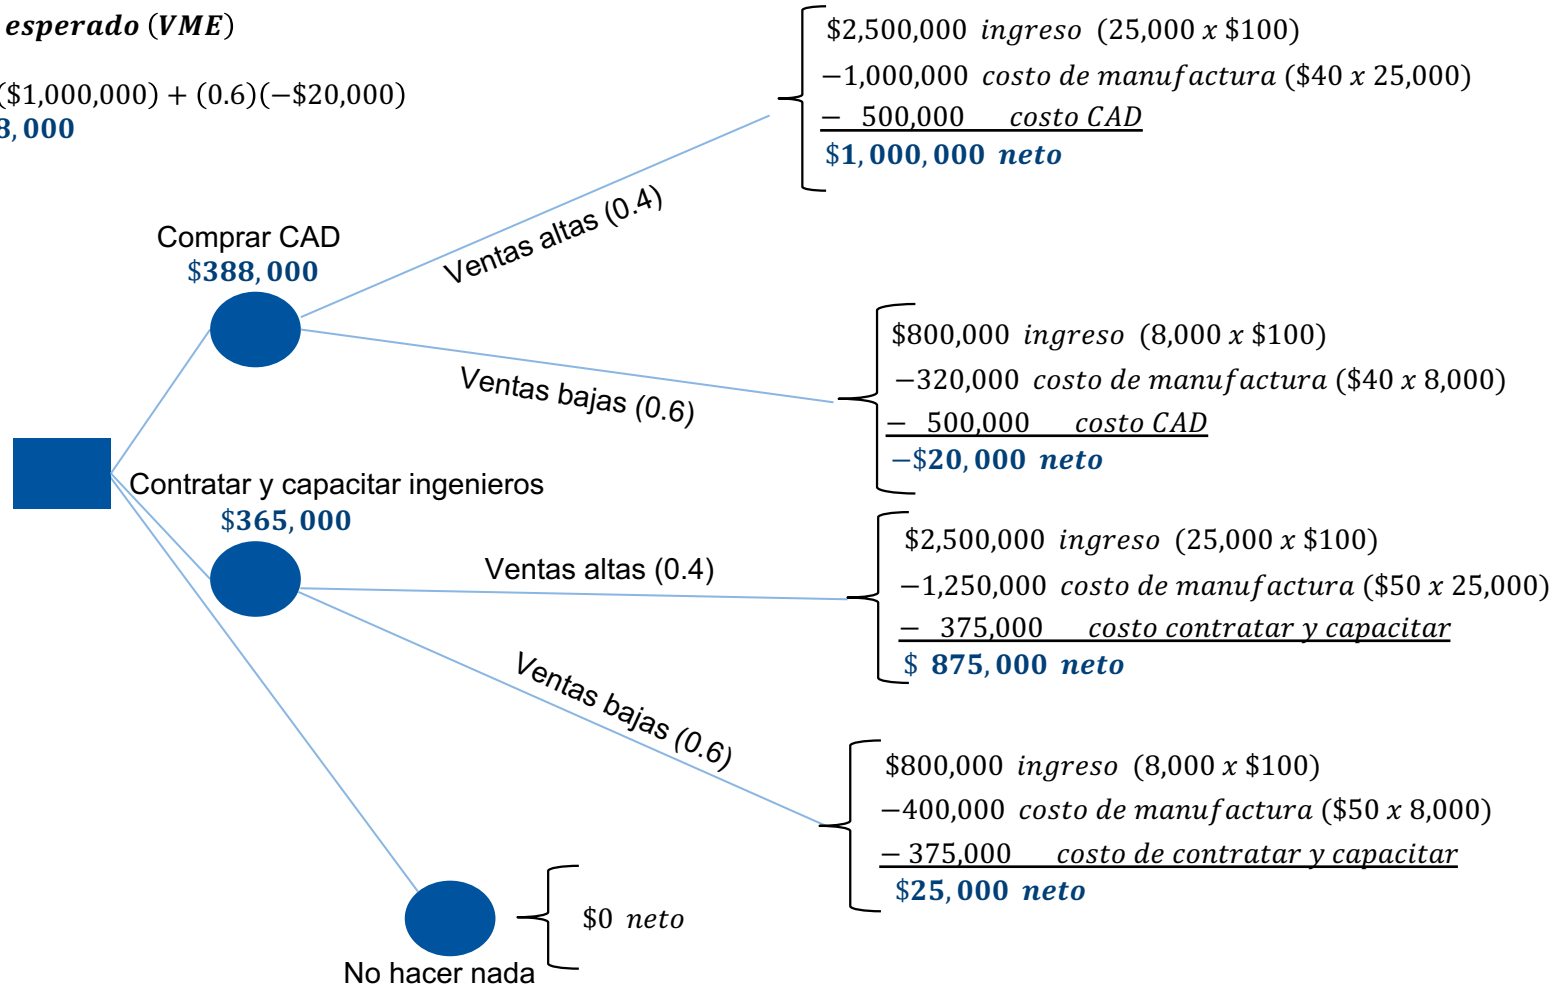 esperado (VME)
($1,000,000) + (0.6)(−$20,000)
8,000
$2,500,000 ingreso (25,000 x $100)
−1,000,000 costo de manufactura ($40 x 25,000)
− 500,000 costo CAD
$1,000,000 neto
Ventas altas (0.4)
Comprar CAD
$388,000
Ventas bajas (0.6)
$800,000 ingreso (8,000 x $100)
−320,000 costo de manufactura ($40 x 8,000)
− 500,000 costo CAD
−$20,000 neto
Contratar y capacitar ingenieros
$365,000
Ventas altas (0.4)
$2,500,000 ingreso (25,000 x $100)
−1,250,000 costo de manufactura ($50 x 25,000)
− 375,000 costo contratar y capacitar
$ 875,000 neto
Ventas bajas (0.6)
$800,000 ingreso (8,000 x $100)
−400,000 costo de manufactura ($50 x 8,000)
− 375,000 costo de contratar y capacitar
$25,000 neto
$0 neto
No hacer nada